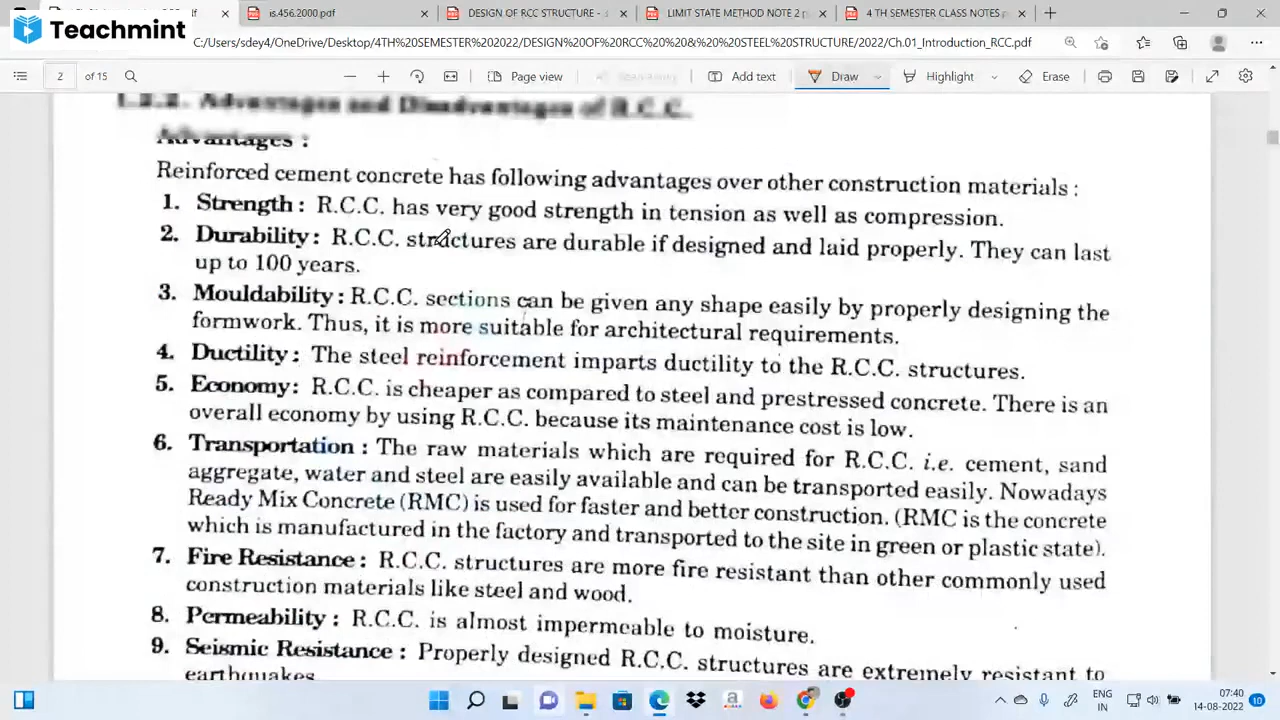 is.456.2000.pdf
LIMIT STATE
4 TH SEMESTER CLASS NOTES
Teachmint
C:/Users/sdey4/OneDrive/Desktop/4TH%20SEMESTER%202022/DESIGN%20OF%20RCC%20%20&%20%20STEEL%20STRUCTURE/2022/Ch.01_Introduction_RCC.pdf
2 of 15 Page view Add text Draw Highlight Erase
Advantages and Disadvantages of R.C.C.
Advantages :
Reinforced cement concrete has following advantages over other construction materials :
1. Strength : R.C.C. has very good strength in tension as well as compression.
2. Durability : R.C.C. structures are durable if designed and laid properly. They can last
up to 100 years.
3. Mouldability : R.C.C. sections can be given any shape easily by properly designing the
formwork. Thus, it is more suitable for architectural requirements.
4. Ductility : The steel reinforcement imparts ductility to the R.C.C. structures.
5. Economy: R.C.C. is cheaper as compared to steel and prestressed concrete. There is an
overall economy by using R.C.C. because its maintenance cost is low.
6. Transportation : The raw materials which are required for R.C.C. i.e. cement, sand
aggregate, water and steel are easily available and can be transported easily. Nowadays
Ready Mix Concrete (RMC) is used for faster and better construction. (RMC is the concrete
which is manufactured in the factory and transported to the site in green or plastic state).
7. Fire Resistance : R.C.C. structures are more fire resistant than other commonly used
construction materials like steel and wood.
8. Permeability : R.C.C. is almost impermeable to moisture.
9. Seismic Resistance : Properly designed R.C.C. structures are extremely resistant to
earthquakes.
ENG
IN
07:40
14-08-2022